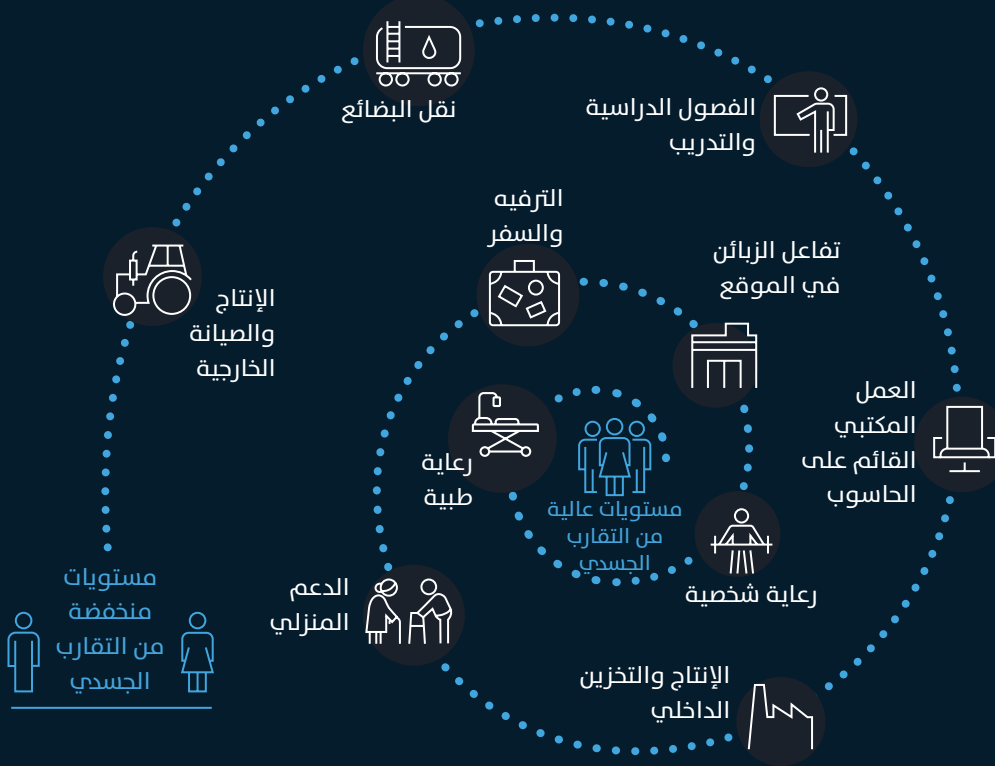 نقل البضائع
الفصول الدراسية
والتدريب
الترفيه
والسفر
تفاعل الزبائن
في الموقع
الإنتاج
والصيانة
الخارجية
العمل
المكتبي
القائم على
الحاسوب
رعاية
طبية
مستويات عالية
من التقارب
الجسدي
رعاية شخصية
مستويات
منخفضة
من التقارب
الجسدي
الدعم
المنزلي
الإنتاج والتخزين
الداخلي